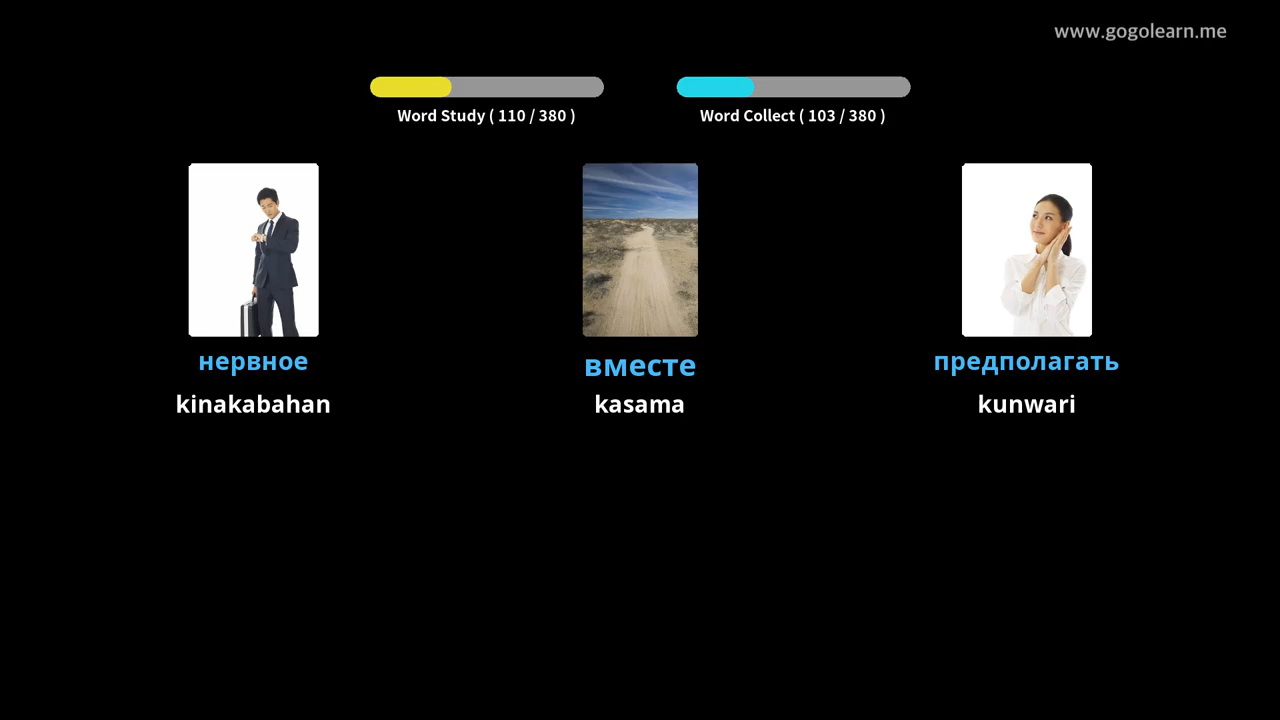 www.gogolearn.me
Word Study ( 110 / 380 )
Word Collect ( 103 / 380 )
нервное
вместе
предполагать
kinakabahan
kasama
kunwari